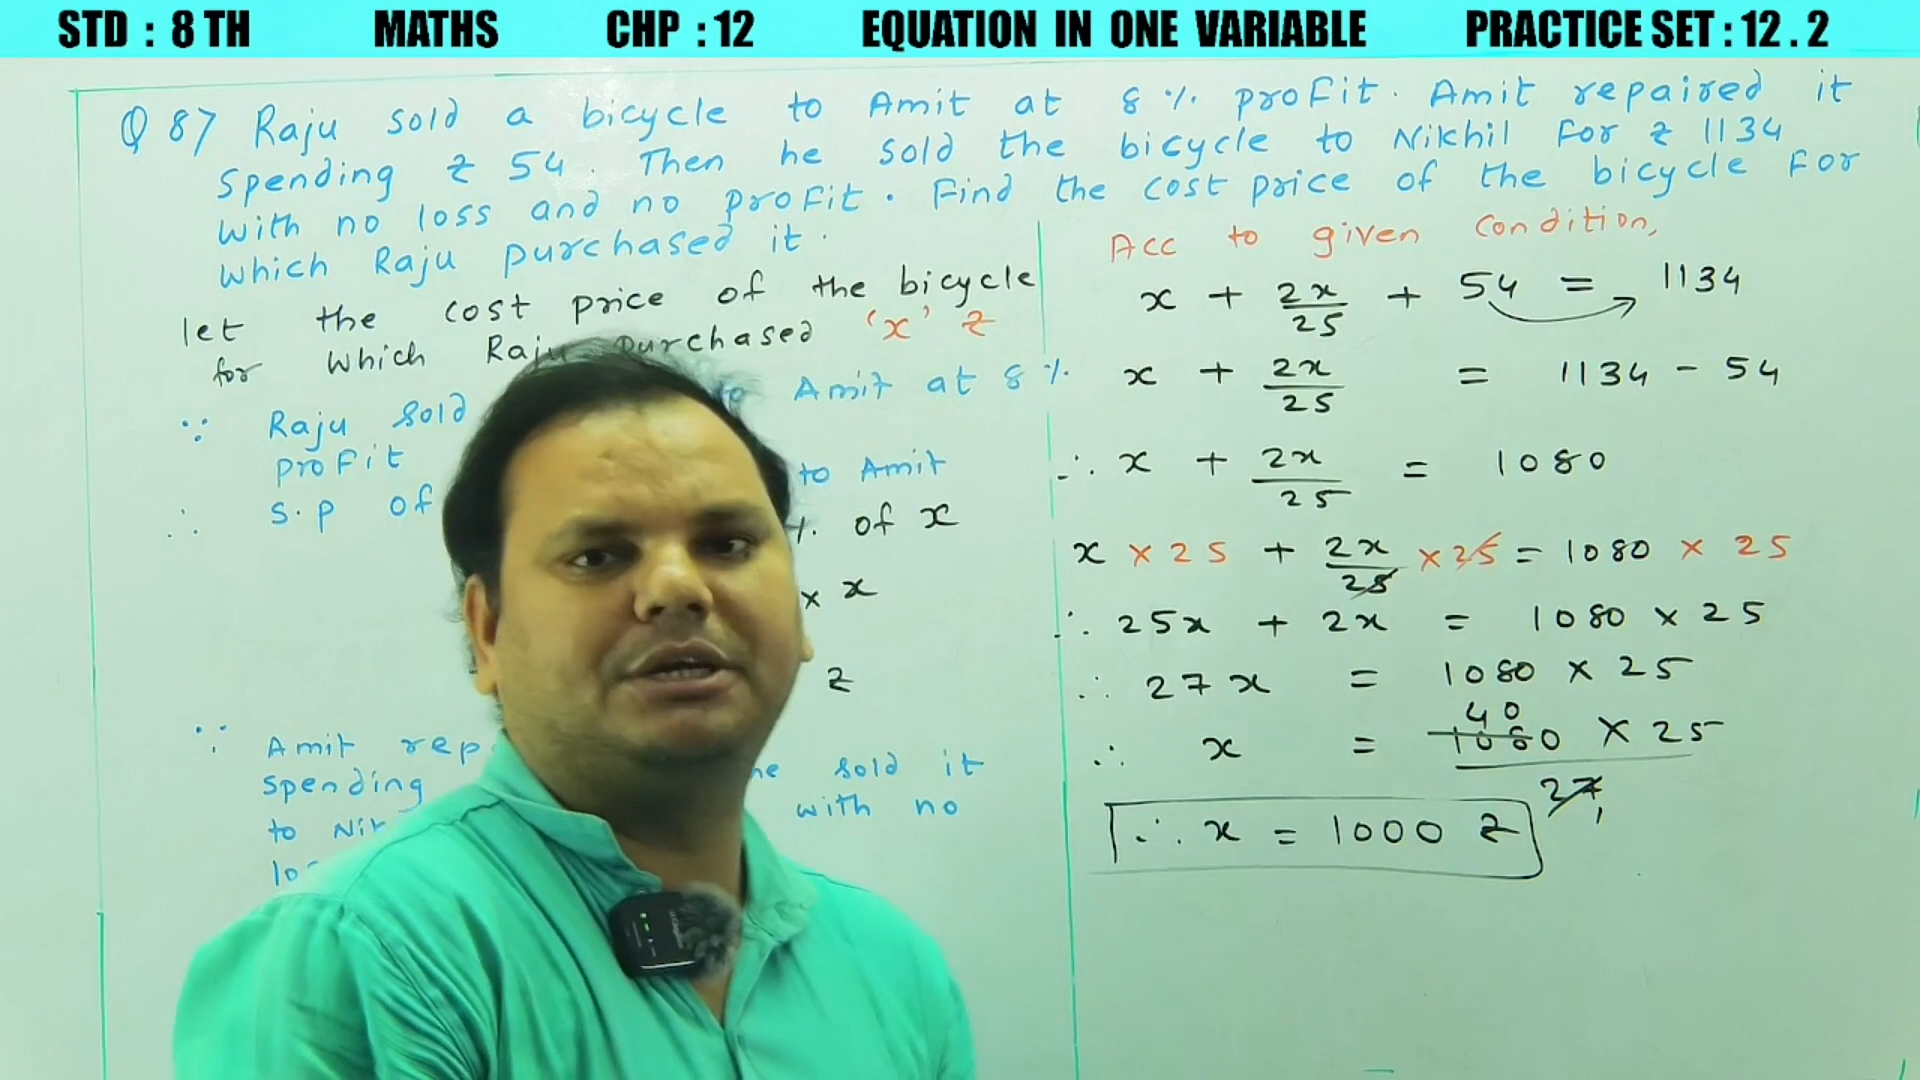 STD : 8 TH MATHS CHP : 12 EQUATION IN ONE VARIABLE PRACTICE SET : 12 . 2
Q 8) Raju sold a bicycle to Amit at 8 % profit. Amit repaired it
spending ₹ 54. Then he sold the bicycle to Nikhil for ₹ 1134
with no loss and no profit. Find the cost price of the bicycle for
which Raju purchased it.
let the cost price of the bicycle
for which Raju purchased 'x' ₹
∵ Raju sold to Amit at 8 %
profit
∴ S.P of to Amit
% of x
× x
₹
∵ Amit
spending he sold it
to with no
Acc to given condition,
x + 2x/25 + 54 = 1134
x + 2x/25 = 1134 - 54
∴ x + 2x/25 = 1080
x × 25 + 2x/25 × 25 = 1080 × 25
∴ 25x + 2x = 1080 × 25
∴ 27x = 1080 × 25
40
∴ x = 1080 × 25
27
1
∴ x = 1000 ₹